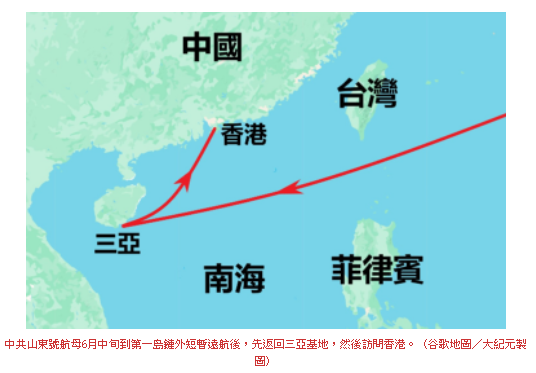 中國
台灣
香港
三亞
南海
菲律賓
中共山東號航母6月中旬到第一島鏈外短暫遠航後，先返回三亞基地，然後訪問香港。（谷歌地圖／大紀元製
圖）